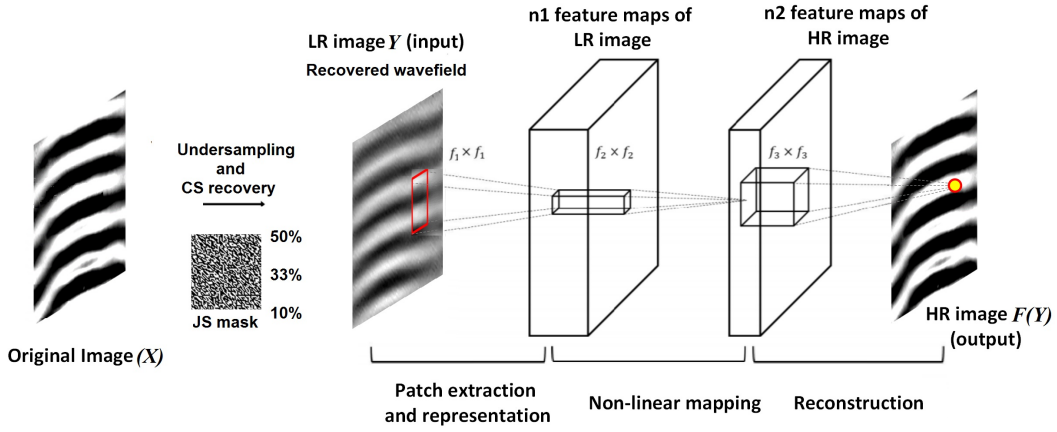 n1 feature maps of
LR image
n2 feature maps of
HR image
LR image Y (input)
Recovered wavefield
Undersampling
and
CS recovery
f₁ × f₁
f₂ × f₂
f₃ × f₃
50%
33%
10%
JS mask
Original Image (X)
HR image F(Y)
(output)
Patch extraction
and representation
Non-linear mapping
Reconstruction